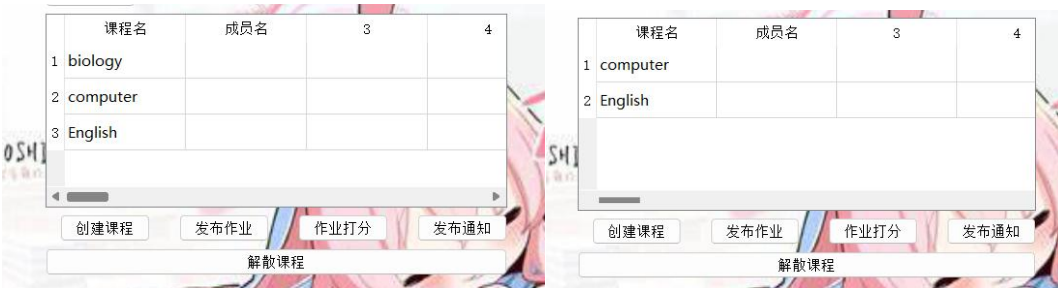 课程名 成员名 3 4
1 biology
2 computer
3 English
OSHI
创建课程 发布作业 作业打分 发布通知
解散课程
课程名 成员名 3 4
1 computer
2 English
SHI
创建课程 发布作业 作业打分 发布通知
解散课程